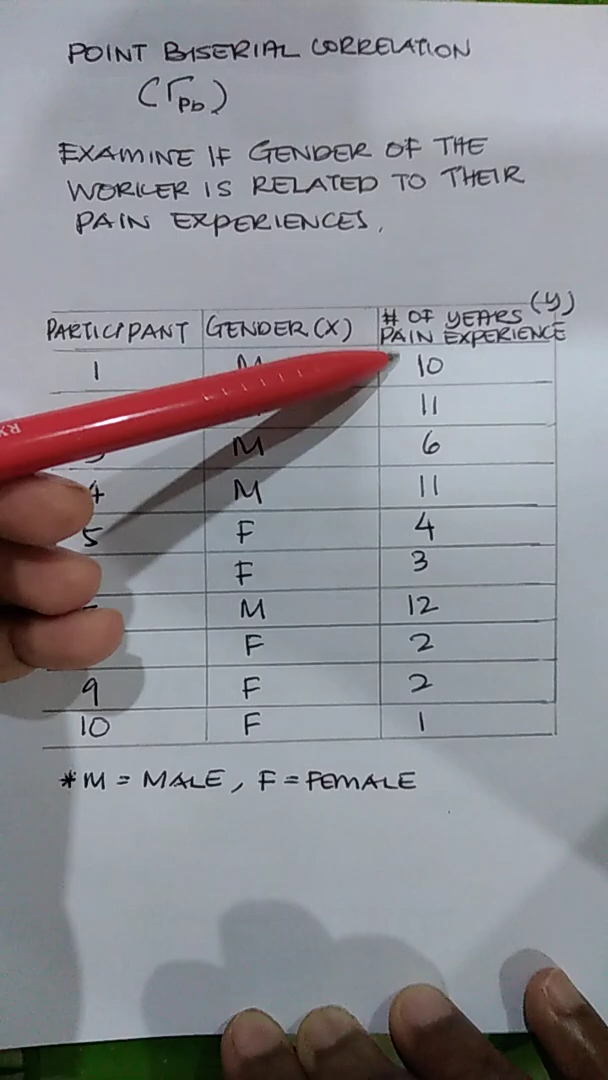 POINT BISERIAL CORRELATION
(rpb)
EXAMINE IF GENDER OF THE
WORKER IS RELATED TO THEIR
PAIN EXPERIENCES.
PARTICIPANT GENDER (X) # OF YEARS (Y)
PAIN EXPERIENCE
1 M 10
11
3 M 6
4 M 11
5 F 4
F 3
M 12
F 2
9 F 2
10 F 1
*M = MALE, F = FEMALE